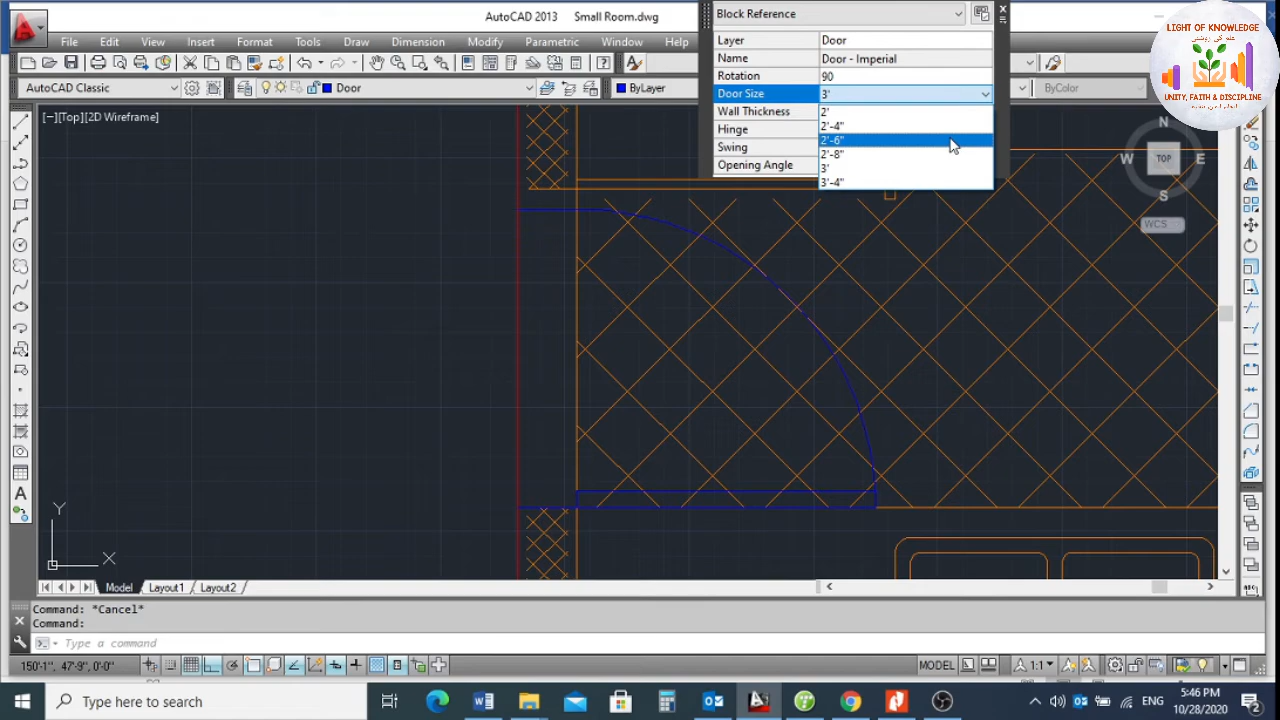 AutoCAD 2013 Small Room.dwg
Block Reference
LIGHT OF KNOWLEDGE
علم کی روشنی
UNITY, FAITH & DISCIPLINE
File Edit View Insert Format Tools Draw Dimension Modify Parametric Window Help
Layer Door
Name Door - Imperial
Rotation 90
Door Size 3'
Wall Thickness
Hinge
Swing
Opening Angle
2'
2'-4"
2'-6"
2'-8"
3'
3'-4"
AutoCAD Classic
Door
ByLayer
ByColor
[−][Top][2D Wireframe]
N
W TOP E
S
WCS
Y
X
Model Layout1 Layout2
Command: *Cancel*
Command:
Type a command
150'-1", 47'-9", 0'-0"
MODEL
1:1
Type here to search
ENG
5:46 PM
10/28/2020
2